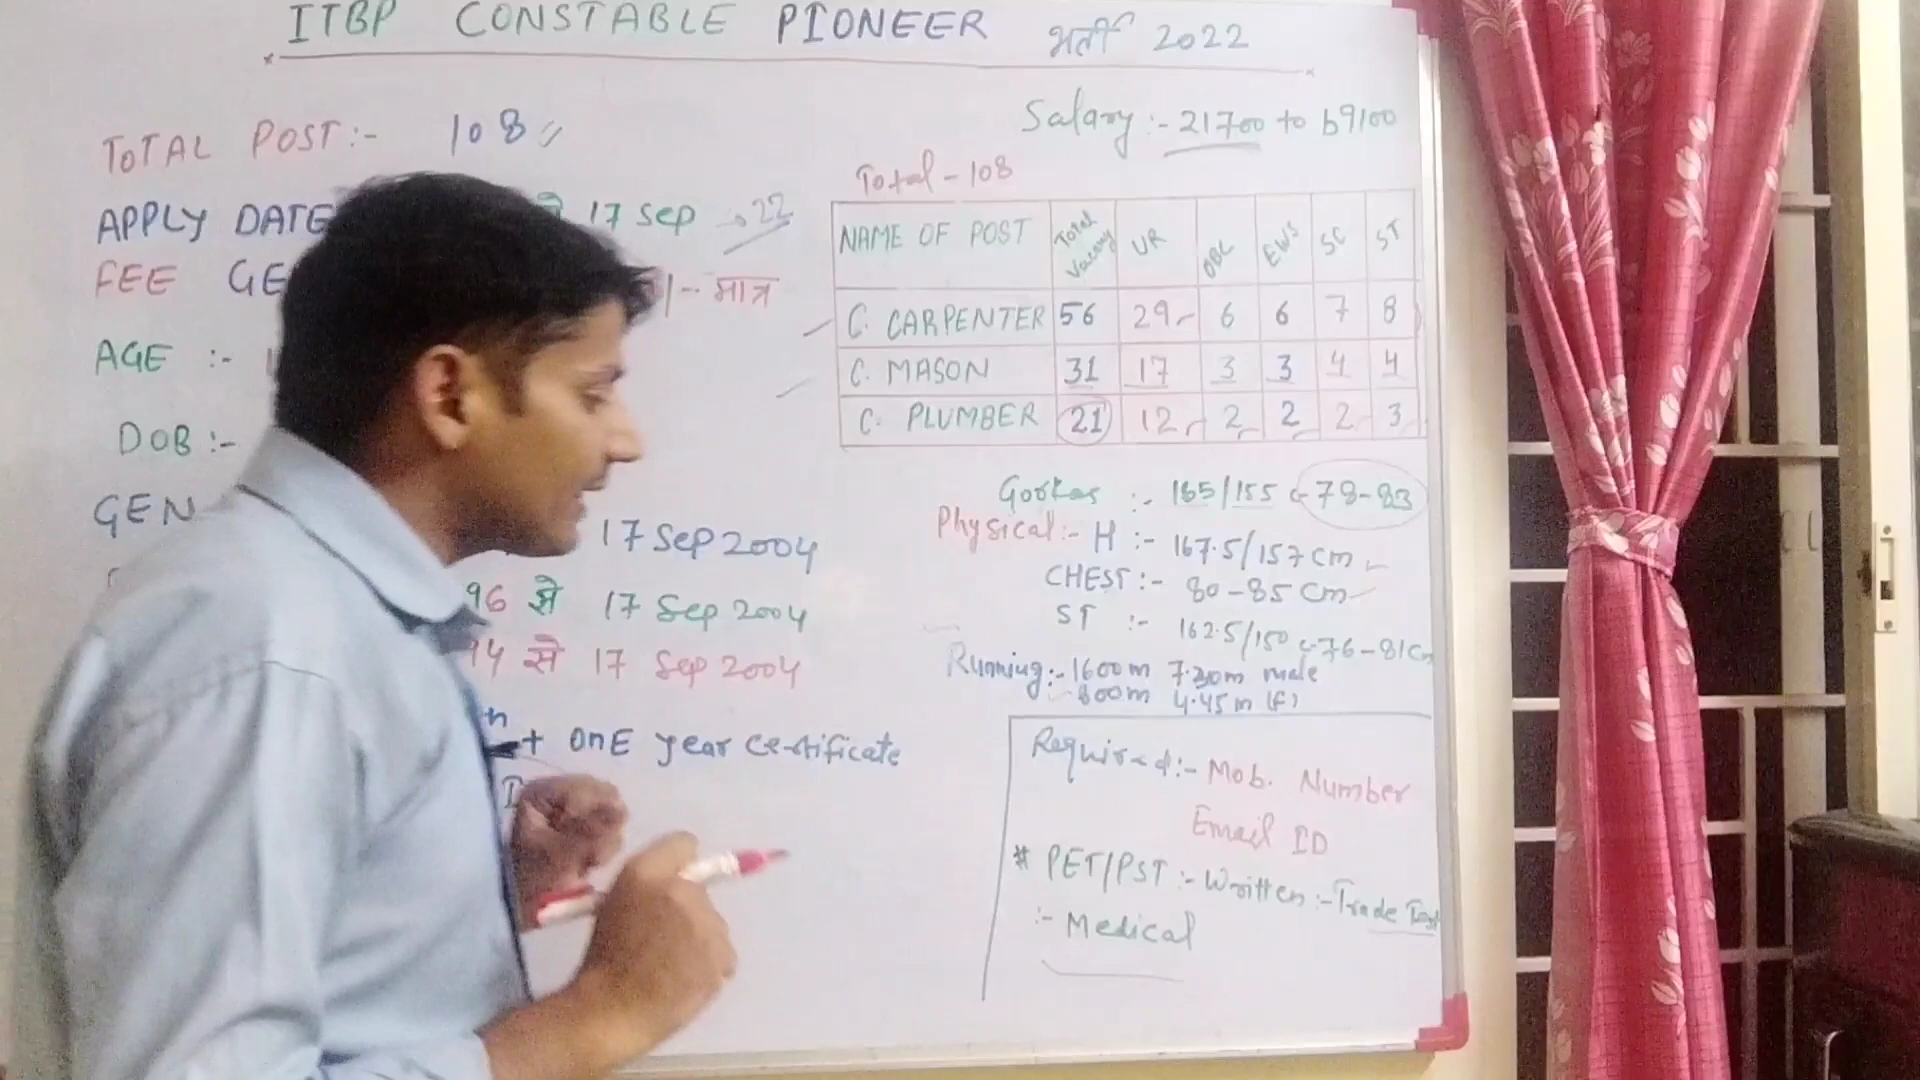 ITBP CONSTABLE PIONEER भर्ती 2022
TOTAL POST:- 108
APPLY DATE 17 Sep 22
FEE GE /- मात्र
AGE :-
DOB:-
GEN 17 Sep 2004
96 से 17 Sep 2004
94 से 17 Sep 2004
+ OnE year certificate
Salary :- 21700 to 69100
Total - 108
NAME OF POST Total Vacancy UR OBC EWS SC ST
C. CARPENTER 56 29 6 6 7 8
C. MASON 31 17 3 3 4 4
C. PLUMBER 21 12 2 2 2 3
Gorkas :- 165/155 78-83
Physical:- H :- 167.5/157 cm
CHEST:- 80-85 cm
ST :- 162.5/150 76-81 cm
Running:- 1600m 7.30m male
800m 4.45m (F)
Required:- Mob. Number
Email ID
# PET/PST :- Written :- Trade Test
:- Medical